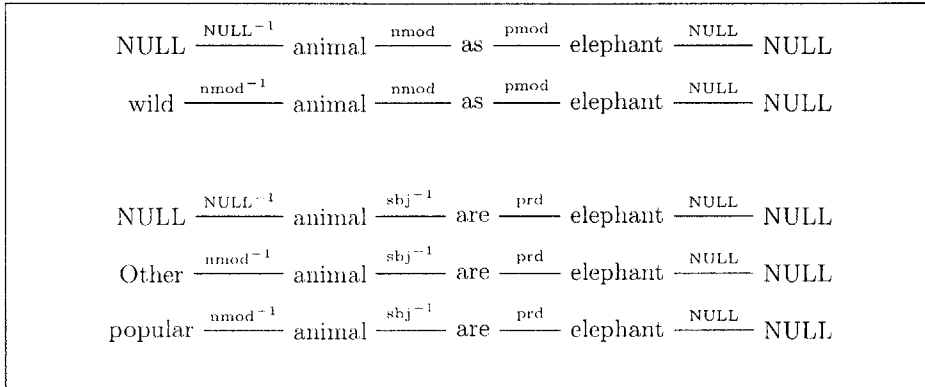 NULL NULL⁻¹ animal nmod as pmod elephant NULL NULL
wild nmod⁻¹ animal nmod as pmod elephant NULL NULL
NULL NULL⁻¹ animal sbj⁻¹ are prd elephant NULL NULL
Other nmod⁻¹ animal sbj⁻¹ are prd elephant NULL NULL
popular nmod⁻¹ animal sbj⁻¹ are prd elephant NULL NULL